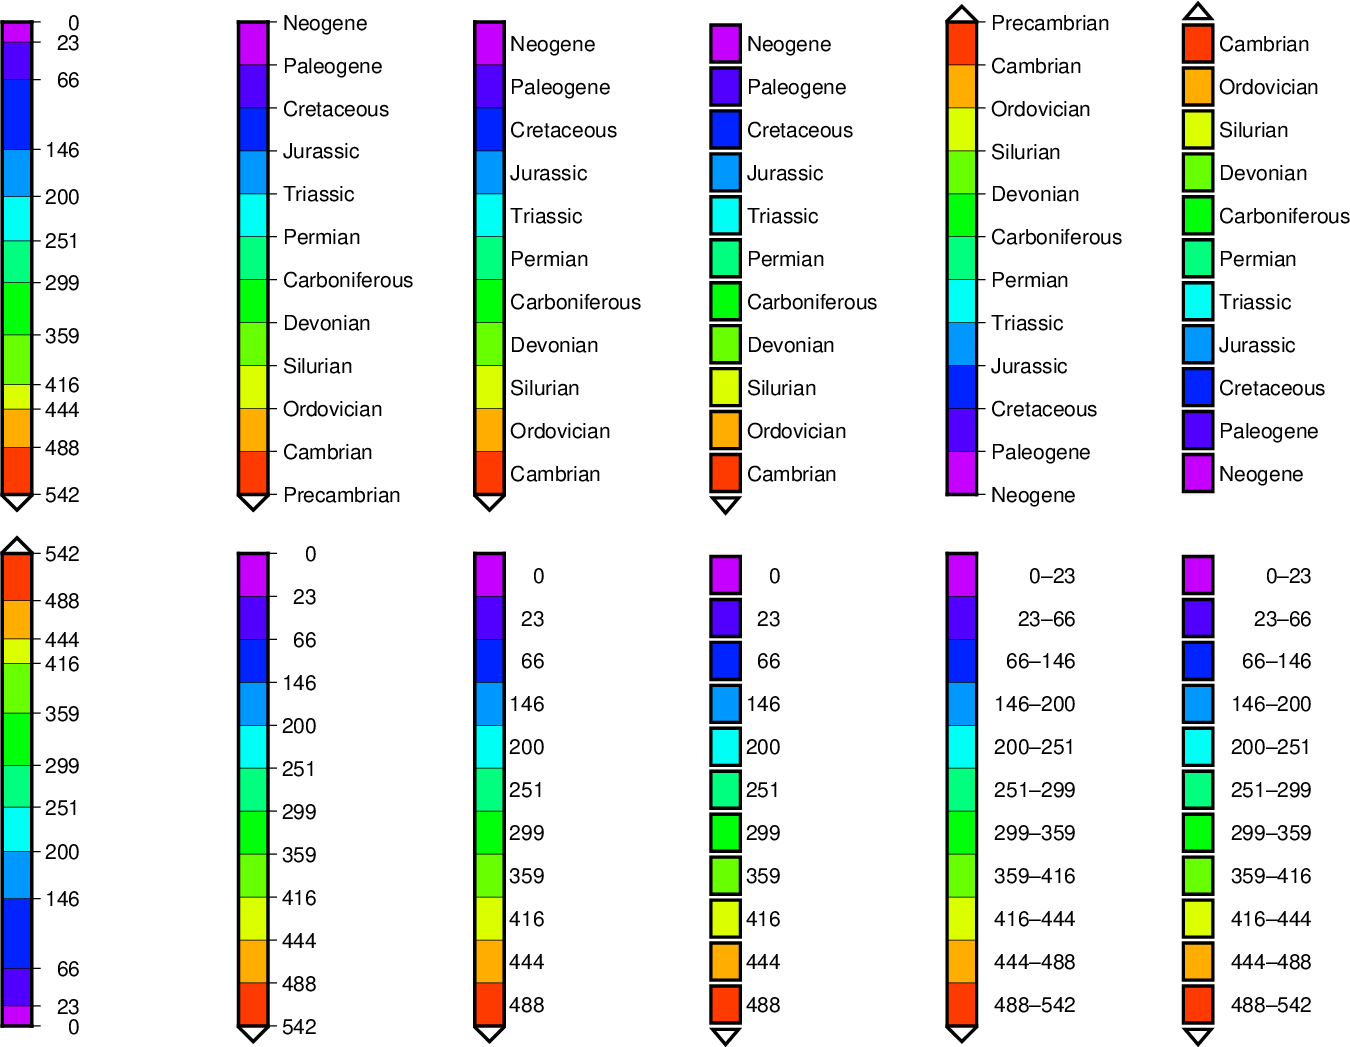 0
23
66
146
200
251
299
359
416
444
488
542
Neogene
Paleogene
Cretaceous
Jurassic
Triassic
Permian
Carboniferous
Devonian
Silurian
Ordovician
Cambrian
Precambrian
Neogene
Paleogene
Cretaceous
Jurassic
Triassic
Permian
Carboniferous
Devonian
Silurian
Ordovician
Cambrian
Neogene
Paleogene
Cretaceous
Jurassic
Triassic
Permian
Carboniferous
Devonian
Silurian
Ordovician
Cambrian
Precambrian
Cambrian
Ordovician
Silurian
Devonian
Carboniferous
Permian
Triassic
Jurassic
Cretaceous
Paleogene
Neogene
Cambrian
Ordovician
Silurian
Devonian
Carboniferous
Permian
Triassic
Jurassic
Cretaceous
Paleogene
Neogene
542
488
444
416
359
299
251
200
146
66
23
0
0
23
66
146
200
251
299
359
416
444
488
542
0
23
66
146
200
251
299
359
416
444
488
0
23
66
146
200
251
299
359
416
444
488
0–23
23–66
66–146
146–200
200–251
251–299
299–359
359–416
416–444
444–488
488–542
0–23
23–66
66–146
146–200
200–251
251–299
299–359
359–416
416–444
444–488
488–542